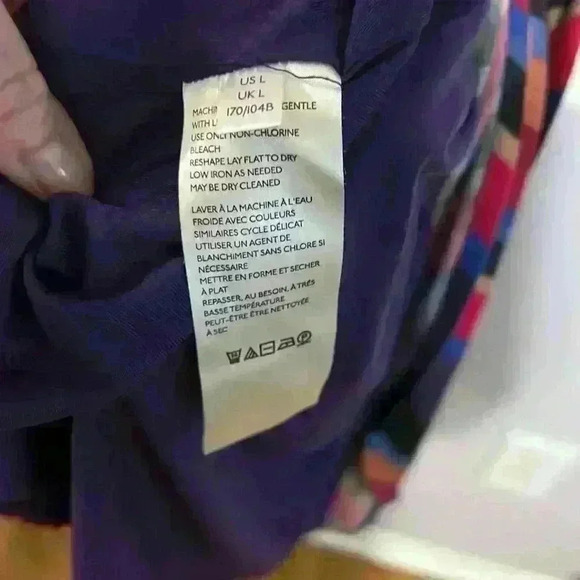 US L
UK L
170/104B
GENTLE
USE ONLY NON-CHLORINE
BLEACH
RESHAPE LAY FLAT TO DRY
LOW IRON AS NEEDED
MAY BE DRY CLEANED
LAVER À LA MACHINE À L'EAU
FROIDE AVEC COULEURS
SIMILAIRES CYCLE DÉLICAT
UTILISER UN AGENT DE
BLANCHIMENT SANS CHLORE SI
NÉCESSAIRE
METTRE EN FORME ET SECHER
À PLAT
REPASSER, AU BESOIN, À TRÈS
BASSE TEMPÉRATURE
PEUT-ÊTRE ÊTRE NETTOYÉE
À SEC